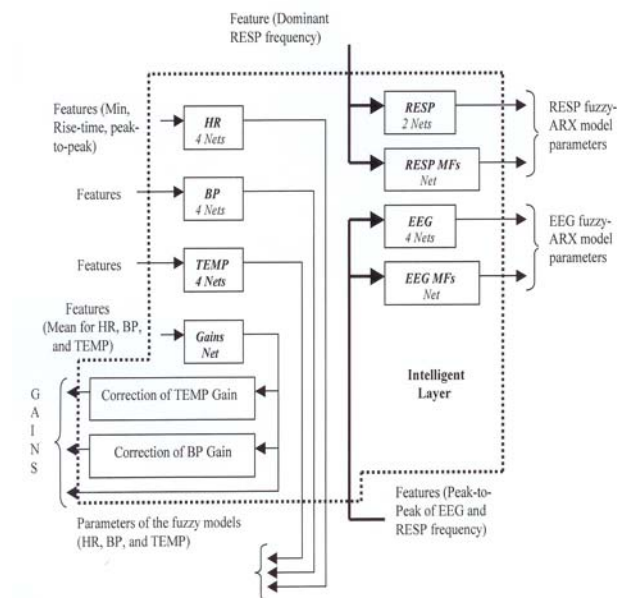 Feature (Dominant
RESP frequency)
Features (Min,
Rise-time, peak-
to-peak)
HR
4 Nets
Features
BP
4 Nets
Features
TEMP
4 Nets
Features
(Mean for HR, BP,
and TEMP)
Gains
Net
RESP
2 Nets
RESP MFs
Net
RESP fuzzy-
ARX model
parameters
EEG
4 Nets
EEG MFs
Net
EEG fuzzy-
ARX model
parameters
Intelligent
Layer
G
A
I
N
S
Correction of TEMP Gain
Correction of BP Gain
Features (Peak-to-
Peak of EEG and
RESP frequency)
Parameters of the fuzzy models
(HR, BP, and TEMP)